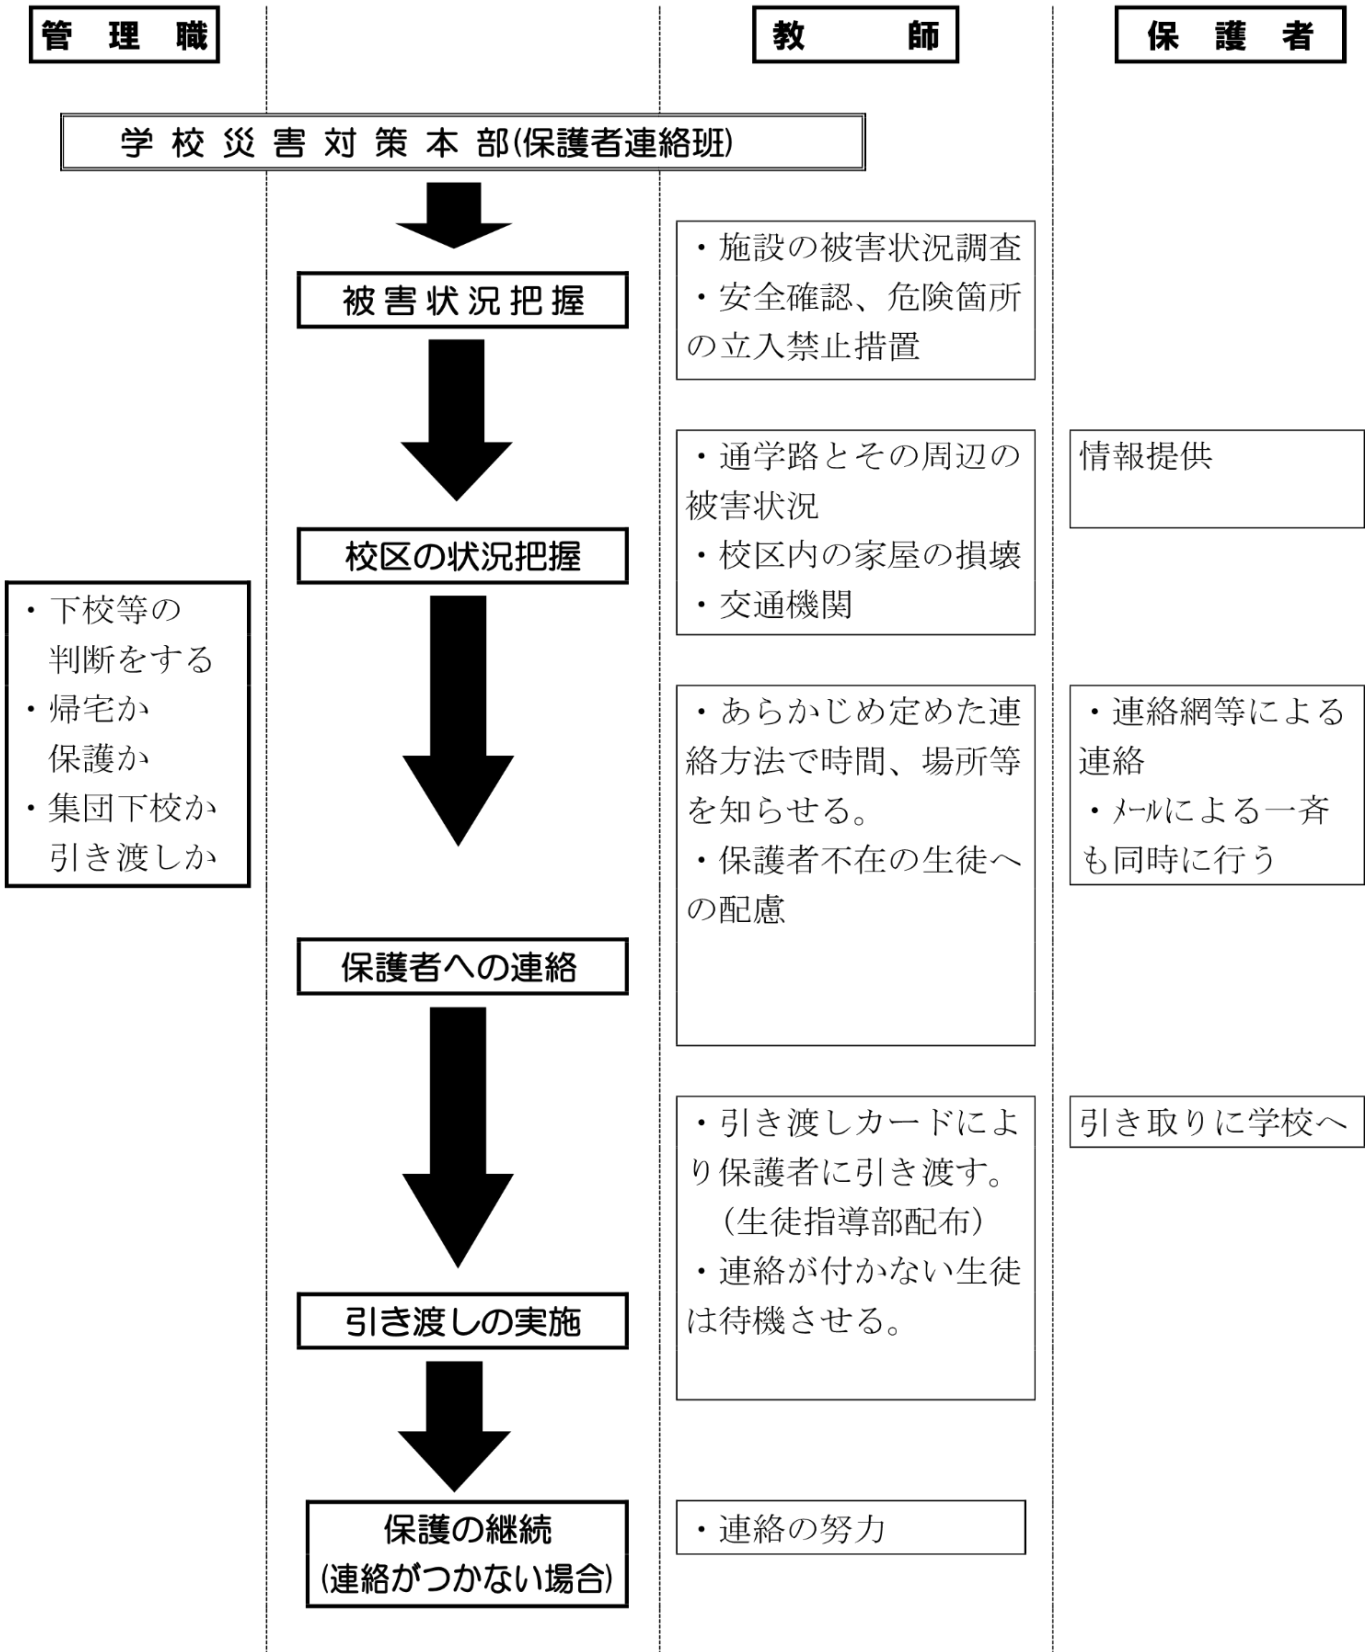 管理職
教師
保護者
学校災害対策本部(保護者連絡班)
・施設の被害状況調査
・安全確認、危険箇所
の立入禁止措置
被害状況把握
・通学路とその周辺の
被害状況
・校区内の家屋の損壊
・交通機関
情報提供
校区の状況把握
・下校等の
判断をする
・帰宅か
保護か
・集団下校か
引き渡しか
・あらかじめ定めた連
絡方法で時間、場所等
を知らせる。
・保護者不在の生徒へ
の配慮
・連絡網等による
連絡
・ﾒｰﾙによる一斉
も同時に行う
保護者への連絡
・引き渡しカードによ
り保護者に引き渡す。
（生徒指導部配布）
・連絡が付かない生徒
は待機させる。
引き取りに学校へ
引き渡しの実施
保護の継続
(連絡がつかない場合)
・連絡の努力